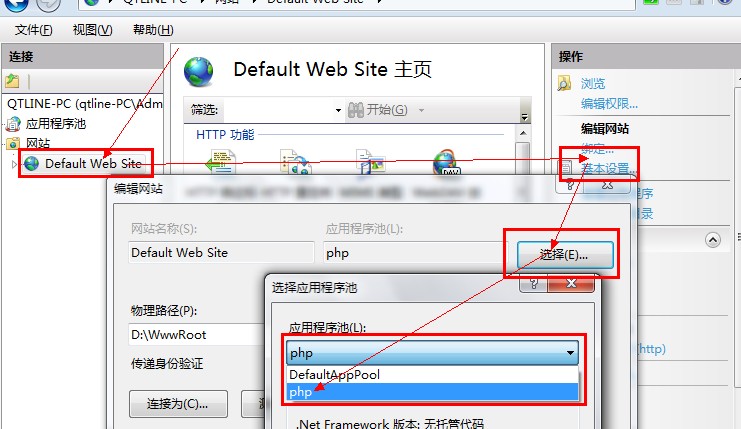 QTLINE-PC 网站 Default Web Site
文件(F) 视图(V) 帮助(H)
连接
QTLINE-PC (qtline-PC\Adm
应用程序池
网站
Default Web Site
Default Web Site 主页
筛选: 开始(G)
HTTP 功能
DAV
操作
浏览
编辑权限...
编辑网站
绑定...
基本设置...
程序
目录
http)
编辑网站
网站名称(S): 应用程序池(L):
Default Web Site php 选择(E)...
物理路径(P):
D:\WwwRoot
传递身份验证
连接为(C)...
选择应用程序池
应用程序池(L):
php
DefaultAppPool
php
.Net Framework 版本: 无托管代码